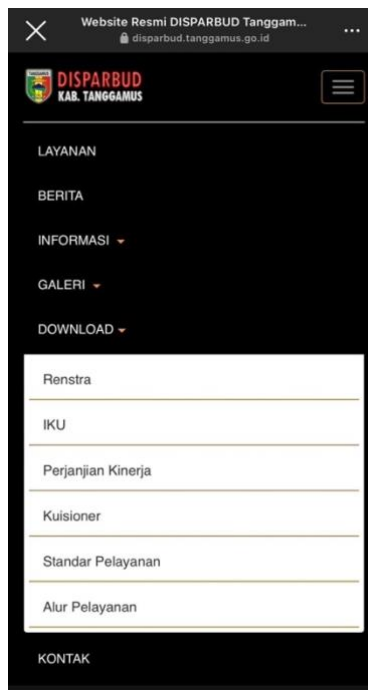 Website Resmi DISPARBUD Tanggam...
disparbud.tanggamus.go.id
DISPARBUD
KAB. TANGGAMUS
LAYANAN
BERITA
INFORMASI
GALERI
DOWNLOAD
Renstra
IKU
Perjanjian Kinerja
Kuisioner
Standar Pelayanan
Alur Pelayanan
KONTAK